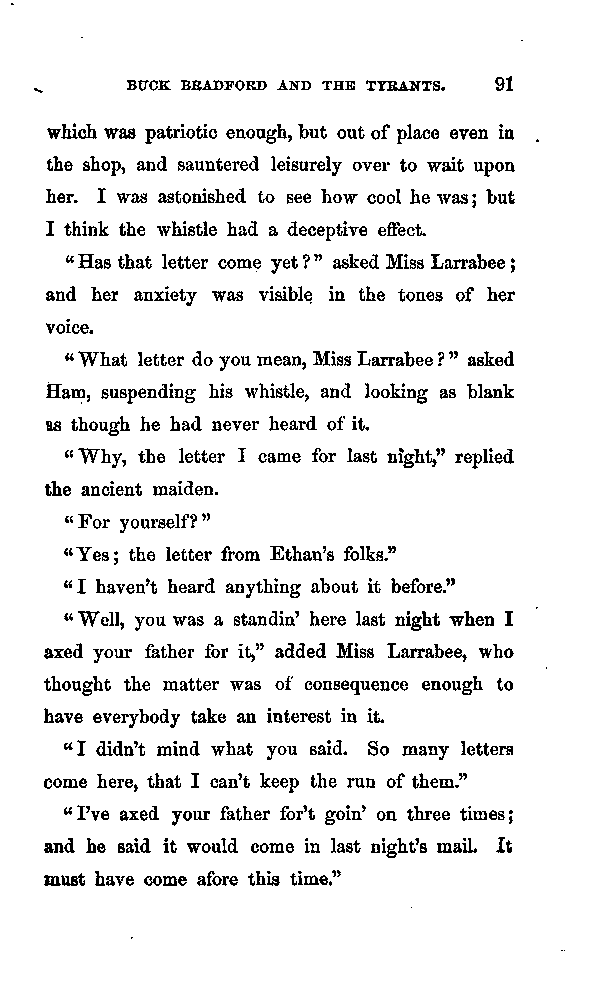 BUCK BRADFORD AND THE TYRANTS. 91
which was patriotic enough, but out of place even in
the shop, and sauntered leisurely over to wait upon
her. I was astonished to see how cool he was; but
I think the whistle had a deceptive effect.
"Has that letter come yet?" asked Miss Larrabee;
and her anxiety was visible in the tones of her
voice.
"What letter do you mean, Miss Larrabee?" asked
Ham, suspending his whistle, and looking as blank
as though he had never heard of it.
"Why, the letter I came for last night," replied
the ancient maiden.
"For yourself?"
"Yes; the letter from Ethan's folks."
"I haven't heard anything about it before."
"Well, you was a standin' here last night when I
axed your father for it," added Miss Larrabee, who
thought the matter was of consequence enough to
have everybody take an interest in it.
"I didn't mind what you said. So many letters
come here, that I can't keep the run of them."
"I've axed your father for't goin' on three times;
and he said it would come in last night's mail. It
must have come afore this time."